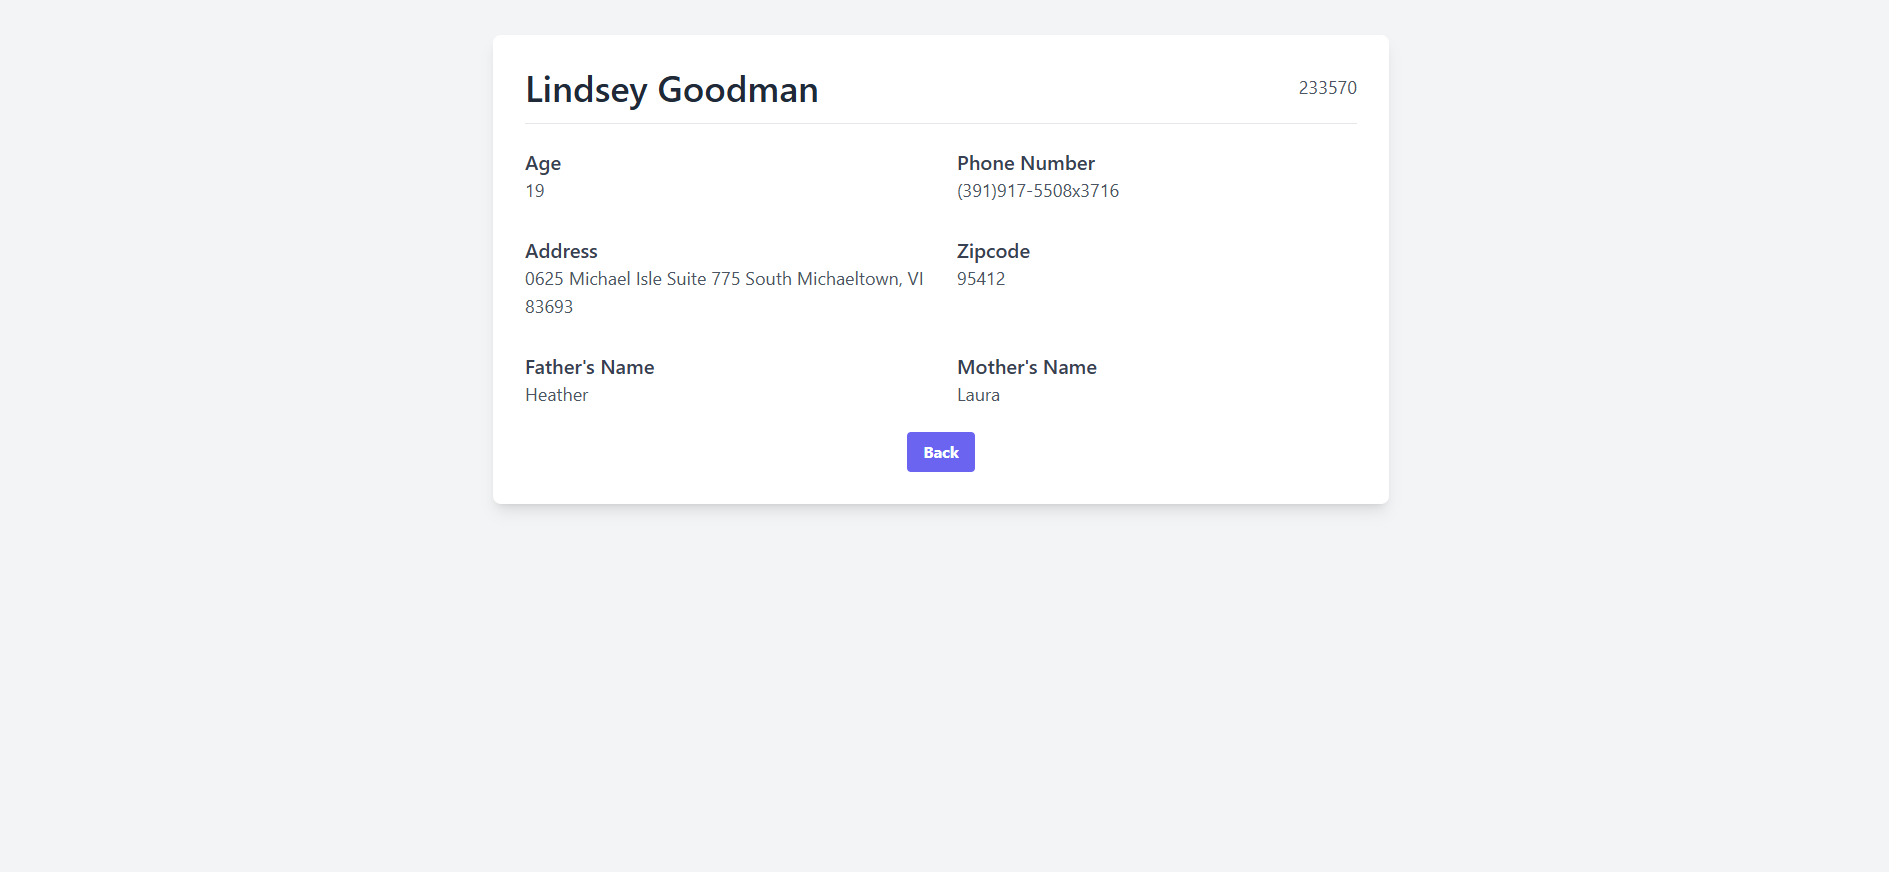 Lindsey Goodman
233570
Age
19
Phone Number
(391)917-5508x3716
Address
0625 Michael Isle Suite 775 South Michaeltown, VI
83693
Zipcode
95412
Father's Name
Heather
Mother's Name
Laura
Back